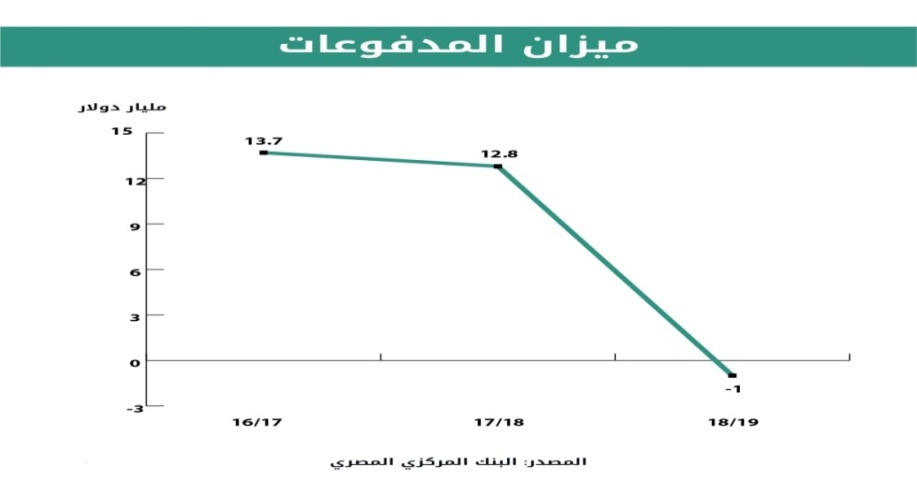 ميزان المدفوعات
مليار دولار
15
13.7
12.8
12
9
6
3
0
-1
-3
16/17 17/18 18/19
المصدر: البنك المركزي المصري